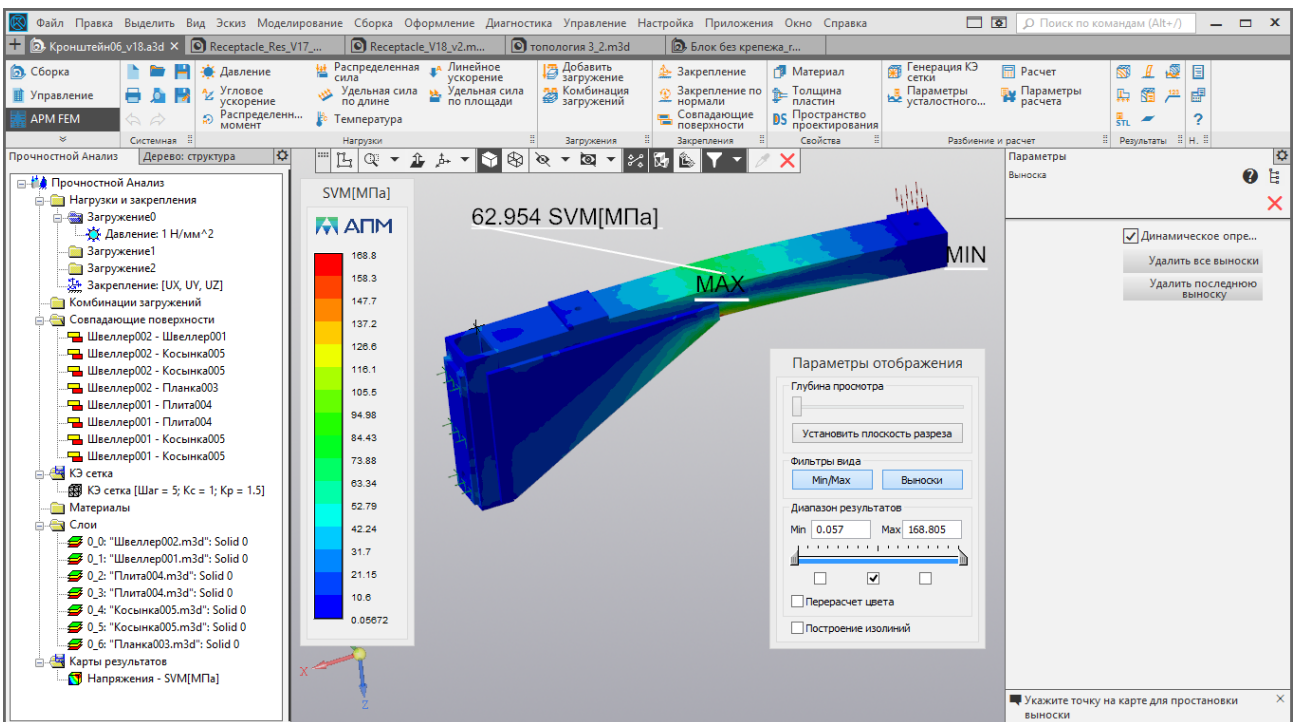 Файл Правка Выделить Вид Эскиз Моделирование Сборка Оформление Диагностика Управление Настройка Приложения Окно Справка
Поиск по командам (Alt+/)
Кронштейн06_v18.a3d
Receptacle_Res_V17_...
Receptacle_V18_v2.m...
топология 3_2.m3d
Блок без крепежа_г...
Сборка
Управление
APM FEM
Системная
Давление
Угловое
ускорение
Распределенн...
момент
Распределенная
сила
Удельная сила
по длине
Температура
Линейное
ускорение
Удельная сила
по площади
Нагрузки
Добавить
загружение
Комбинация
загружений
Загружения
Закрепление
Закрепление по
нормали
Совпадающие
поверхности
Закрепления
Материал
Толщина
пластин
DS Пространство
проектирования
Свойства
Генерация КЭ
сетки
Параметры
усталостного...
Расчет
Параметры
расчета
Разбиение и расчет
STL
123
Результаты
Н.
?
Прочностной Анализ
Дерево: структура
Прочностной Анализ
Нагрузки и закрепления
Загружение0
Давление: 1 Н/мм^2
Загружение1
Загружение2
Закрепление: [UX, UY, UZ]
Комбинации загружений
Совпадающие поверхности
Швеллер002 - Швеллер001
Швеллер002 - Косынка005
Швеллер002 - Косынка005
Швеллер002 - Планка003
Швеллер001 - Плита004
Швеллер001 - Плита004
Швеллер001 - Косынка005
Швеллер001 - Косынка005
КЭ сетка
КЭ сетка [Шаг = 5; Кс = 1; Кр = 1.5]
Материалы
Слои
0_0: "Швеллер002.m3d": Solid 0
0_1: "Швеллер001.m3d": Solid 0
0_2: "Плита004.m3d": Solid 0
0_3: "Плита004.m3d": Solid 0
0_4: "Косынка005.m3d": Solid 0
0_5: "Косынка005.m3d": Solid 0
0_6: "Планка003.m3d": Solid 0
Карты результатов
Напряжения - SVM[МПа]
SVM[МПа]
АПМ
168.8
158.3
147.7
137.2
126.6
116.1
105.5
94.98
84.43
73.88
63.34
52.79
42.24
31.7
21.15
10.6
0.05672
62.954 SVM[МПа]
MAX
MIN
X
Z
Параметры отображения
Глубина просмотра
Установить плоскость разреза
Фильтры вида
Min/Max
Выноски
Диапазон результатов
Min 0.057 Max 168.805
Перерасчет цвета
Построение изолиний
Параметры
Выноска
Динамическое опре...
Удалить все выноски
Удалить последнюю
выноску
Укажите точку на карте для простановки
выноски